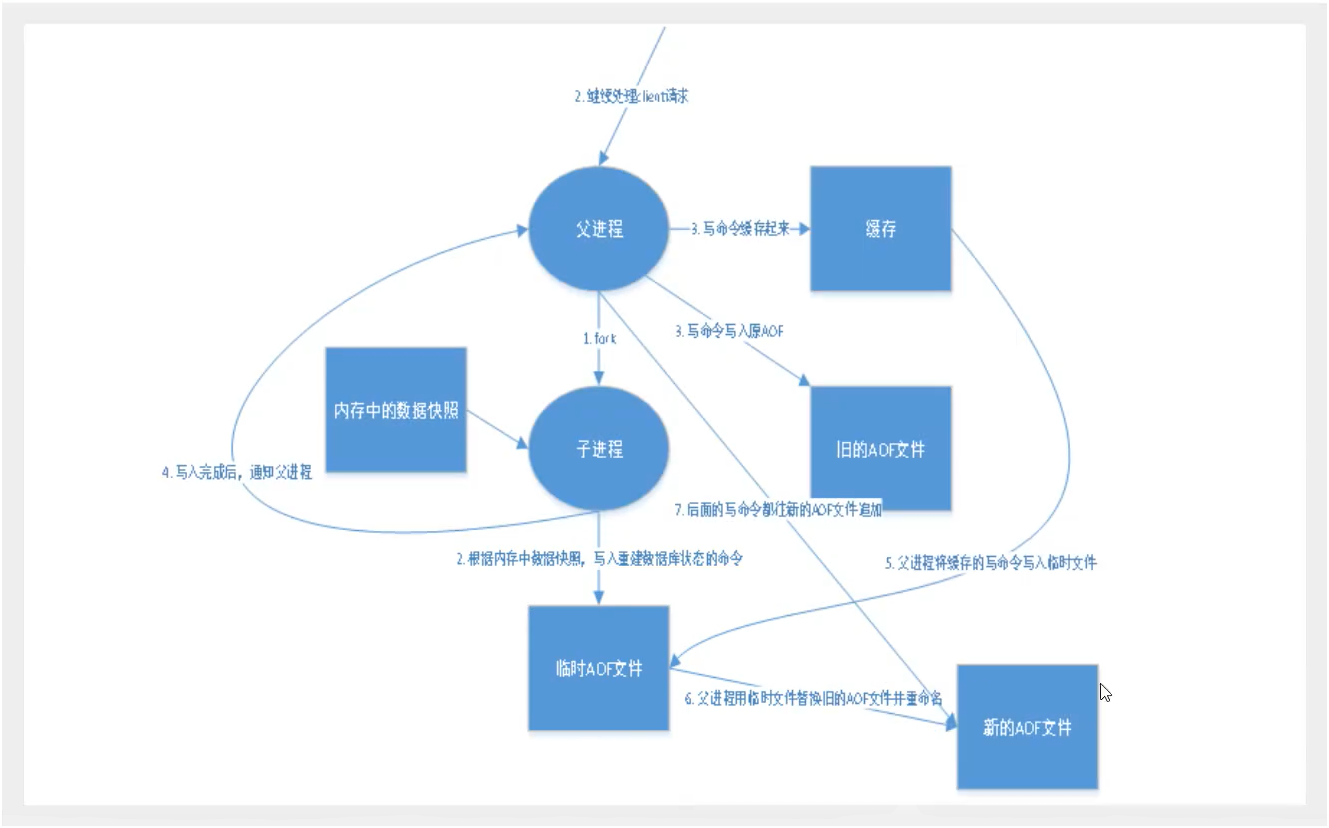 2.继续处理client请求
父进程
3.写命令缓存起来
缓存
3.写命令写入原AOF
1.fork
内存中的数据快照
子进程
旧的AOF文件
4.写入完成后，通知父进程
7.后面的写命令都往新的AOF文件追加
2.根据内存中数据快照，写入重建数据库状态的命令
5.父进程将缓存的写命令写入临时文件
临时AOF文件
6.父进程用临时文件替换旧的AOF文件并重命名
新的AOF文件